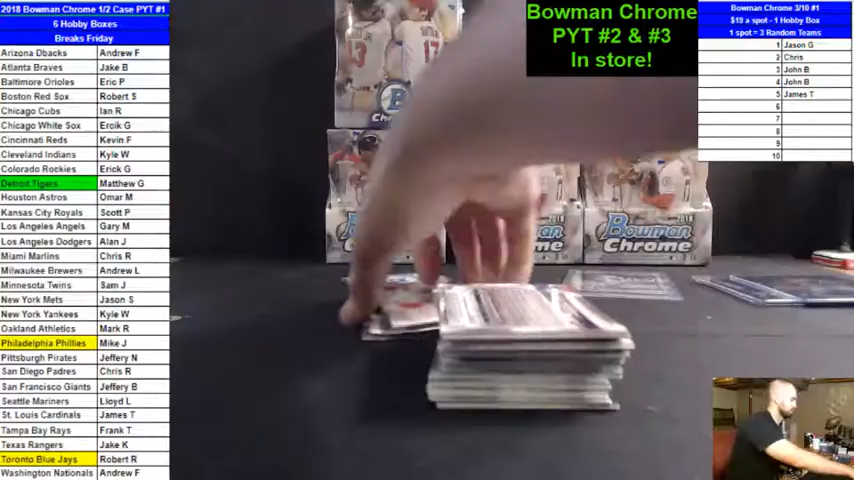 2018 Bowman Chrome 1/2 Case PYT #1
6 Hobby Boxes
Breaks Friday
Arizona Dbacks Andrew F
Atlanta Braves Jake B
Baltimore Orioles Eric P
Boston Red Sox Robert S
Chicago Cubs Ian R
Chicago White Sox Ercik G
Cincinnati Reds Kevin F
Cleveland Indians Kyle W
Colorado Rockies Erick G
Detroit Tigers Matthew G
Houston Astros Omar M
Kansas City Royals Scott P
Los Angeles Angels Gary M
Los Angeles Dodgers Alan J
Miami Marlins Chris R
Milwaukee Brewers Andrew L
Minnesota Twins Sam J
New York Mets Jason S
New York Yankees Kyle W
Oakland Athletics Mark R
Philadelphia Phillies Mike J
Pittsburgh Pirates Jeffery N
San Diego Padres Chris R
San Francisco Giants Jeffery B
Seattle Mariners Lloyd L
St. Louis Cardinals James T
Tampa Bay Rays Frank T
Texas Rangers Jake K
Toronto Blue Jays Robert R
Washington Nationals Andrew F
Bowman Chrome
PYT #2 & #3
In store!
Bowman Chrome 3/10 #1
$19 a spot - 1 Hobby Box
1 spot = 3 Random Teams
1 Jason G
2 Chris
3 John B
4 John B
5 James T
6
7
8
9
10
Bowman
Chrome
2018